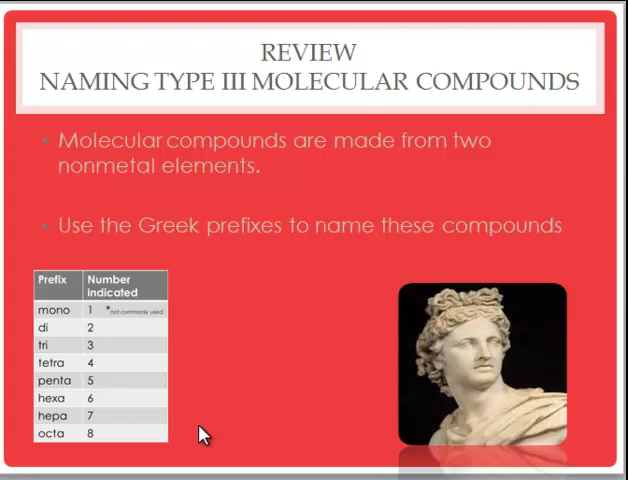 REVIEW
NAMING TYPE III MOLECULAR COMPOUNDS
• Molecular compounds are made from two
nonmetal elements.
• Use the Greek prefixes to name these compounds
Prefix Number
indicated
mono 1 *not commonly used
di 2
tri 3
tetra 4
penta 5
hexa 6
hepa 7
octa 8